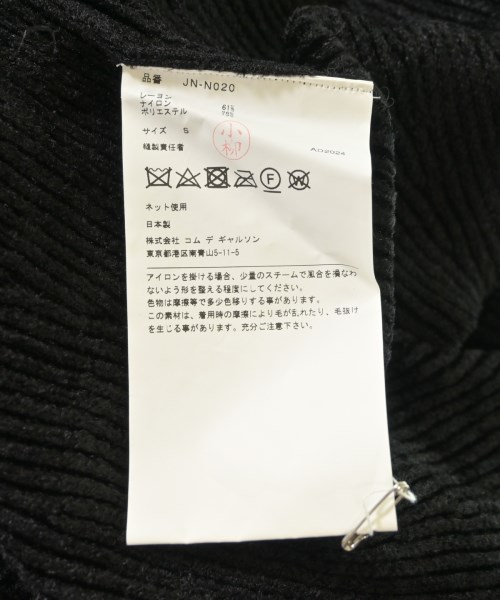 品番 JN-N020
レーヨン 61%
ナイロン
ポリエステル
サイズ S
小柳
縫製責任者
AD2024
F
W
ネット使用
日本製
株式会社 コム デ ギャルソン
東京都港区南青山5-11-5
アイロンを掛ける場合、少量のスチームで風合を損なわ
ないよう形を整える程度にしてください。
色物は摩擦等で多少色移りする事があります。
この素材は、着用時の摩擦により毛が乱れたり、毛抜け
を生じる事があります。充分ご注意下さい。